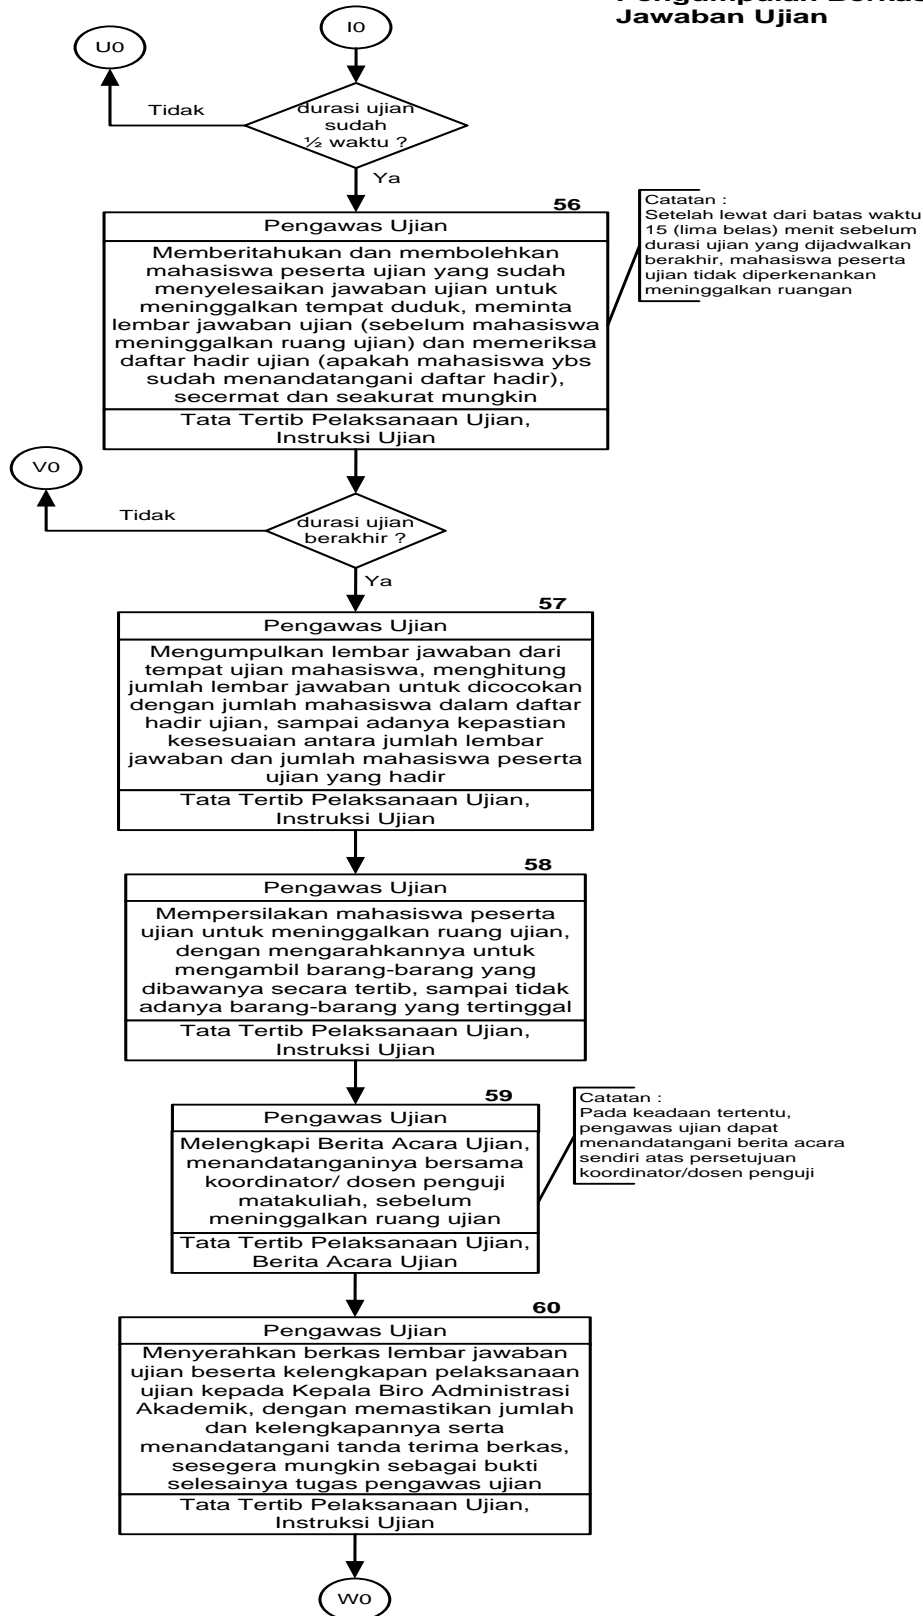 Pengumpulan Berkas
Jawaban Ujian
I0
U0
Tidak
durasi ujian
sudah
½ waktu ?
Ya
56
Pengawas Ujian
Memberitahukan dan membolehkan
mahasiswa peserta ujian yang sudah
menyelesaikan jawaban ujian untuk
meninggalkan tempat duduk, meminta
lembar jawaban ujian (sebelum mahasiswa
meninggalkan ruang ujian) dan memeriksa
daftar hadir ujian (apakah mahasiswa ybs
sudah menandatangani daftar hadir),
secermat dan seakurat mungkin
Tata Tertib Pelaksanaan Ujian,
Instruksi Ujian
Catatan :
Setelah lewat dari batas waktu
15 (lima belas) menit sebelum
durasi ujian yang dijadwalkan
berakhir, mahasiswa peserta
ujian tidak diperkenankan
meninggalkan ruangan
V0
Tidak
durasi ujian
berakhir ?
Ya
57
Pengawas Ujian
Mengumpulkan lembar jawaban dari
tempat ujian mahasiswa, menghitung
jumlah lembar jawaban untuk dicocokan
dengan jumlah mahasiswa dalam daftar
hadir ujian, sampai adanya kepastian
kesesuaian antara jumlah lembar
jawaban dan jumlah mahasiswa peserta
ujian yang hadir
Tata Tertib Pelaksanaan Ujian,
Instruksi Ujian
58
Pengawas Ujian
Mempersilakan mahasiswa peserta
ujian untuk meninggalkan ruang ujian,
dengan mengarahkannya untuk
mengambil barang-barang yang
dibawanya secara tertib, sampai tidak
adanya barang-barang yang tertinggal
Tata Tertib Pelaksanaan Ujian,
Instruksi Ujian
59
Pengawas Ujian
Melengkapi Berita Acara Ujian,
menandatanganinya bersama
koordinator/ dosen penguji
matakuliah, sebelum
meninggalkan ruang ujian
Tata Tertib Pelaksanaan Ujian,
Berita Acara Ujian
Catatan :
Pada keadaan tertentu,
pengawas ujian dapat
menandatangani berita acara
sendiri atas persetujuan
koordinator/dosen penguji
60
Pengawas Ujian
Menyerahkan berkas lembar jawaban
ujian beserta kelengkapan pelaksanaan
ujian kepada Kepala Biro Administrasi
Akademik, dengan memastikan jumlah
dan kelengkapannya serta
menandatangani tanda terima berkas,
sesegera mungkin sebagai bukti
selesainya tugas pengawas ujian
Tata Tertib Pelaksanaan Ujian,
Instruksi Ujian
W0